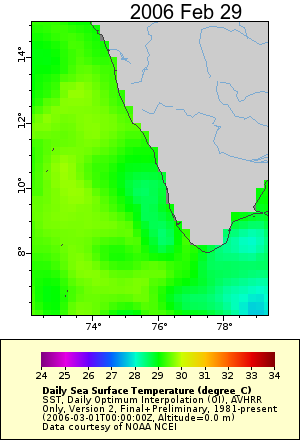 2006 Feb 29
14°
12°
10°
8°
74° 76° 78°
24 25 26 27 28 29 30 31 32 33 34
Daily Sea Surface Temperature (degree_C)
SST, Daily Optimum Interpolation (OI), AVHRR
Only, Version 2, Final+Preliminary, 1981-present
(2006-03-01T00:00:00Z, Altitude=0.0 m)
Data courtesy of NOAA NCEI